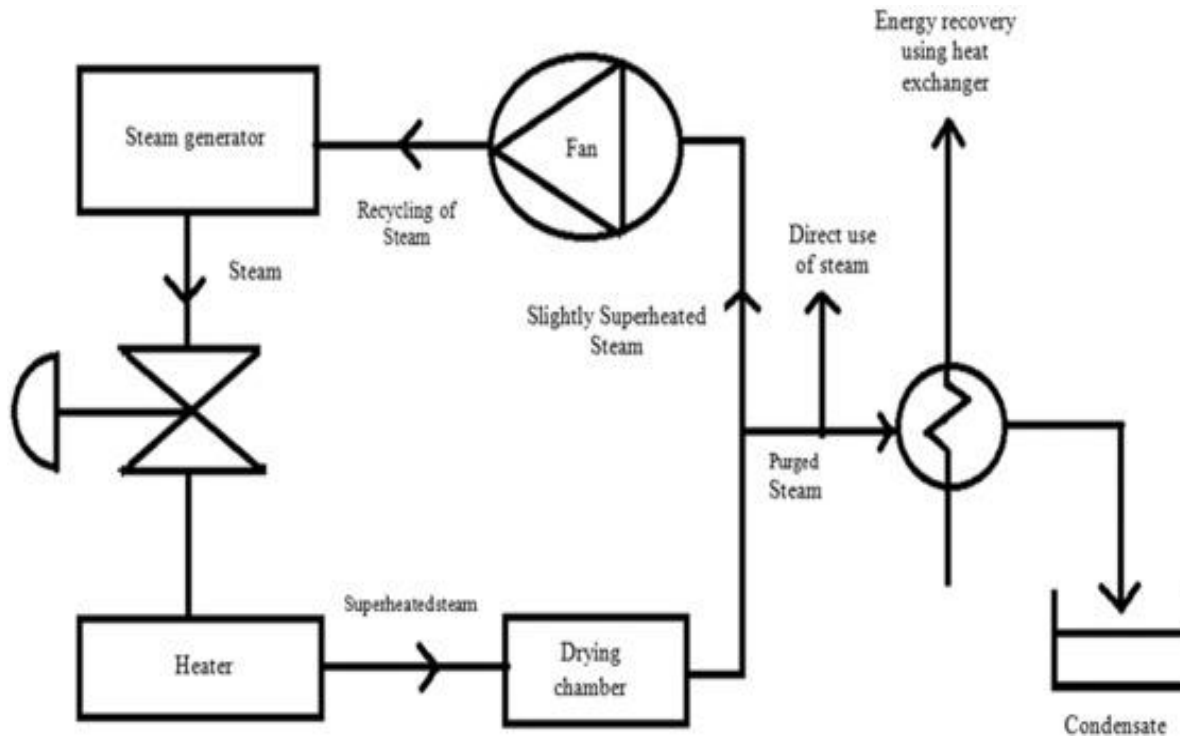 Energy recovery
using heat
exchanger
Steam generator
Fan
Recycling of
Steam
Direct use
of steam
Steam
Slightly Superheated
Steam
Purged
Steam
Superheatedsteam
Heater
Drying
chamber
Condensate